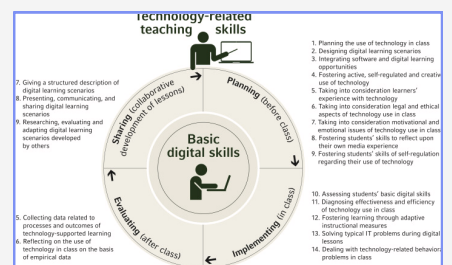 Technology-related
teaching skills
1. Planning the use of technology in class
2. Designing digital learning scenarios
3. Integrating software and digital learning
opportunities
4. Fostering active, self-regulated and creativ
use of technology
5. Taking into consideration learners'
experience with technology
6. Taking into consideration legal and ethical
aspects of technology use in class
7. Taking into consideration motivational and
emotional issues of technology use in class
8. Fostering students' skills to reflect upon
their own media experience
9. Fostering students' skills of self-regulation
regarding their use of technology
7. Giving a structured description of
digital learning scenarios
8. Presenting, communicating, and
sharing digital learning
scenarios
9. Researching, evaluating and
adapting digital learning
scenarios developed
by others
Sharing (collaborative
development of lessons)
Planning (before
class)
Basic
digital skills
Evaluating (after class)
Implementing (in class)
5. Collecting data related to
processes and outcomes of
technology-supported learning
6. Reflecting on the use of
technology in class on the basis
of empirical data
10. Assessing students' basic digital skills
11. Diagnosing effectiveness and efficiency
of technology use in class
12. Fostering learning through adaptive
instructional measures
13. Solving typical IT problems during digital
lessons
14. Dealing with technology-related behavior
problems in class